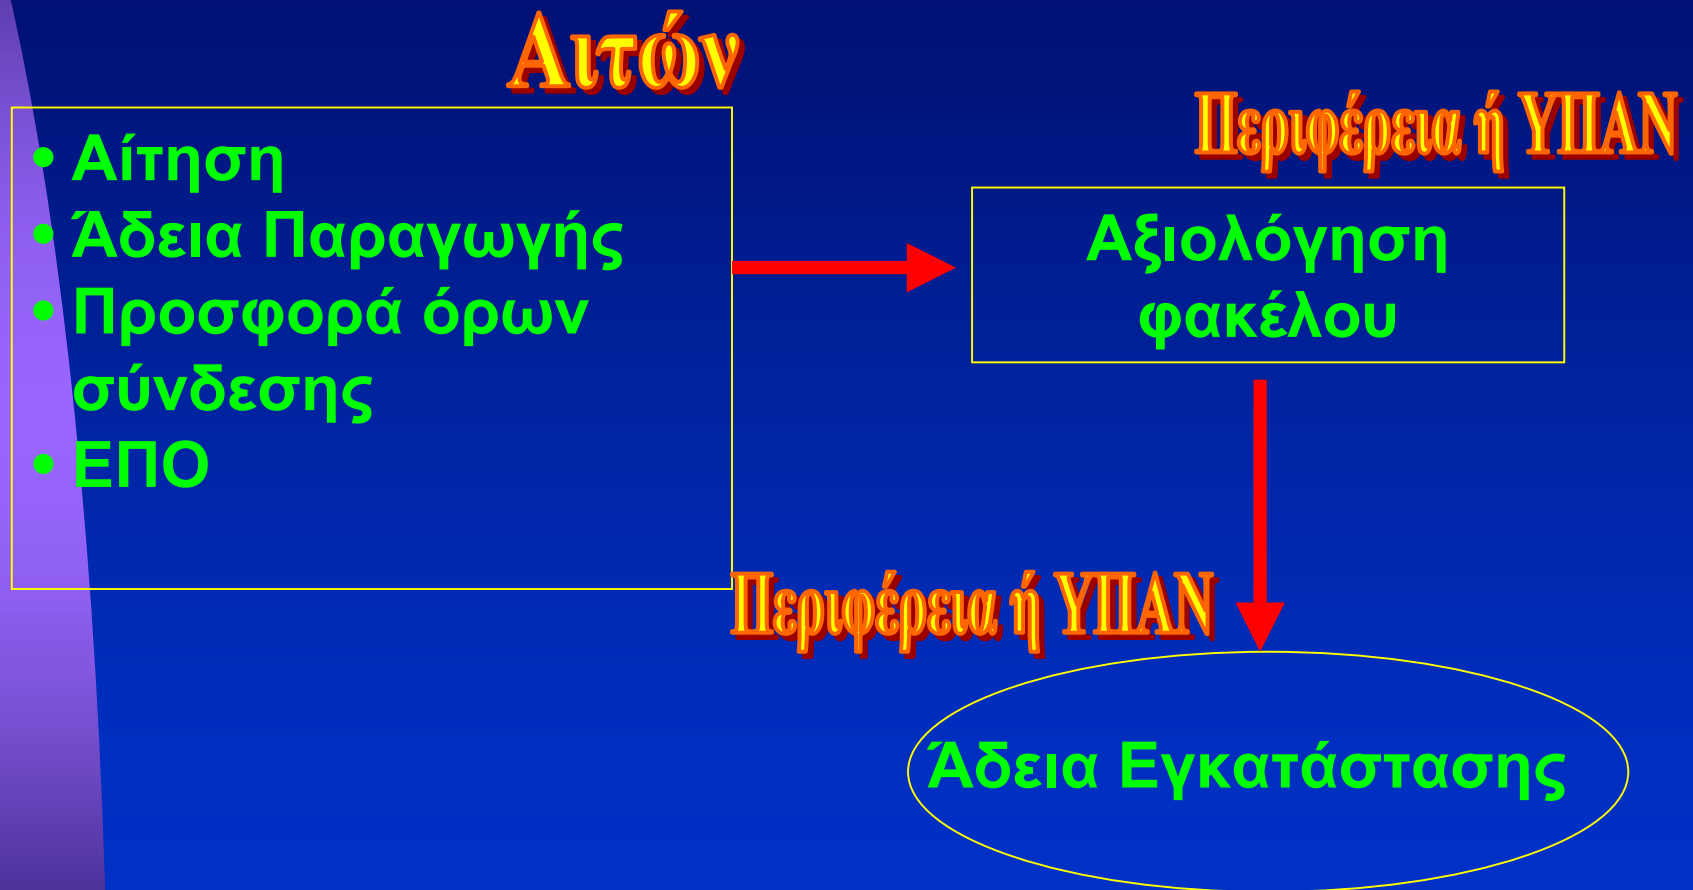 Αιτών
• Αίτηση
• Άδεια Παραγωγής
• Προσφορά όρων
σύνδεσης
• ΕΠΟ
Περιφέρεια ή ΥΠΑΝ
Αξιολόγηση
φακέλου
Περιφέρεια ή ΥΠΑΝ
Άδεια Εγκατάστασης